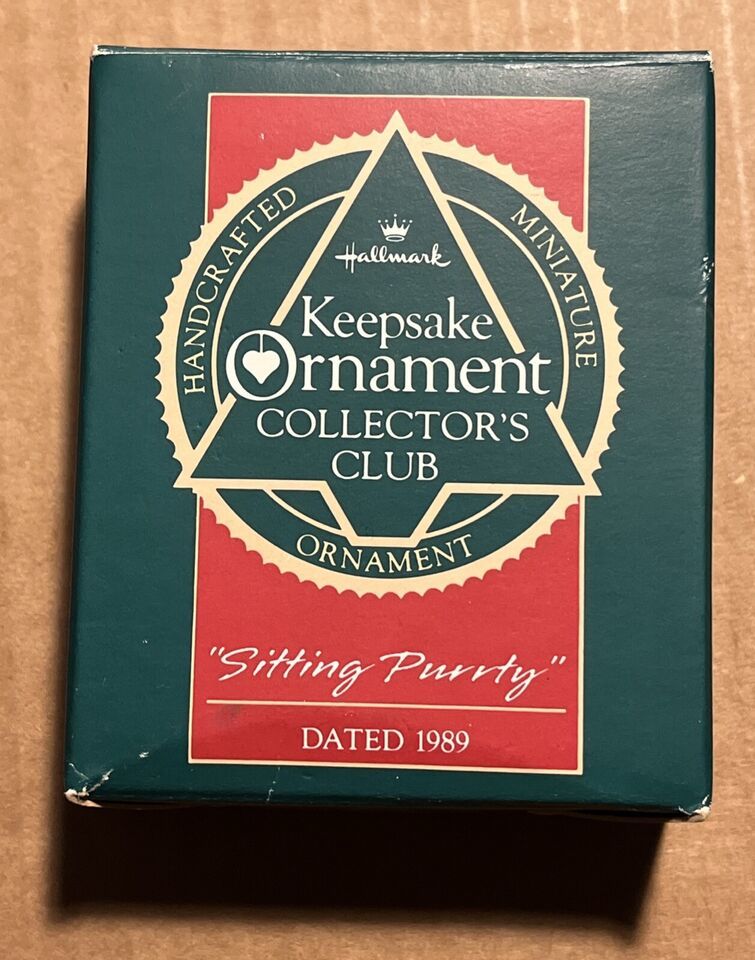 HANDCRAFTED
MINIATURE
Hallmark
Keepsake
Ornament
COLLECTOR'S
CLUB
ORNAMENT
"Sitting Purrty"
DATED 1989